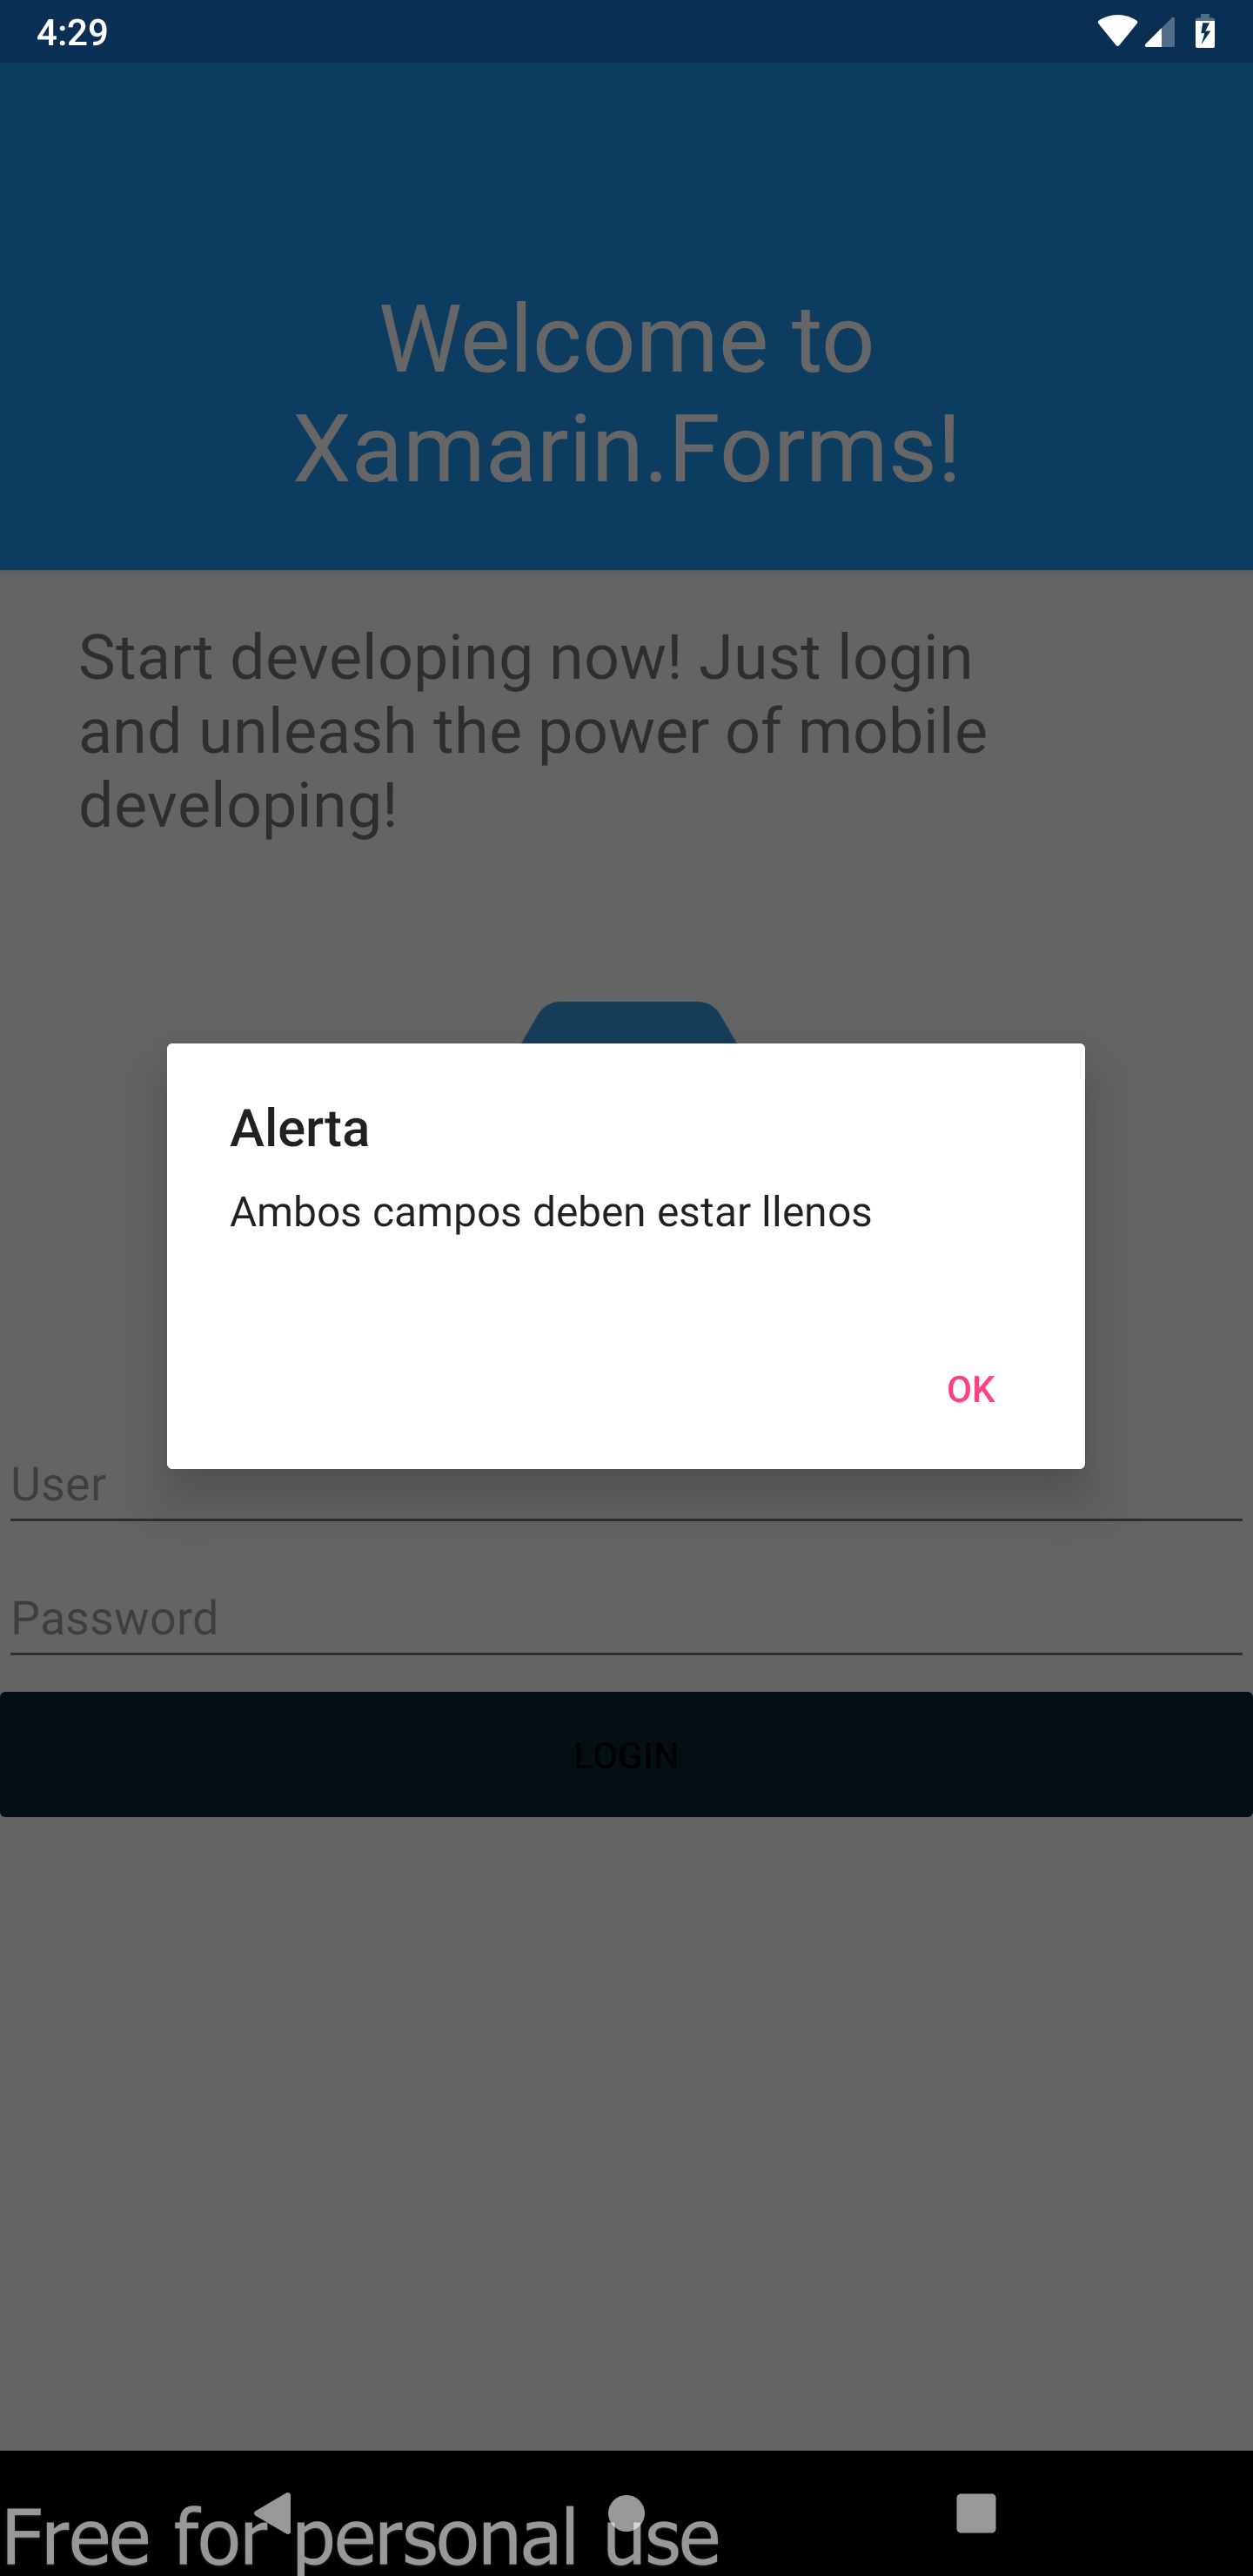 4:29
Welcome to
Xamarin.Forms!
Start developing now! Just login
and unleash the power of mobile
developing!
Alerta
Ambos campos deben estar llenos
OK
User
Password
LOGIN
Free for personal use